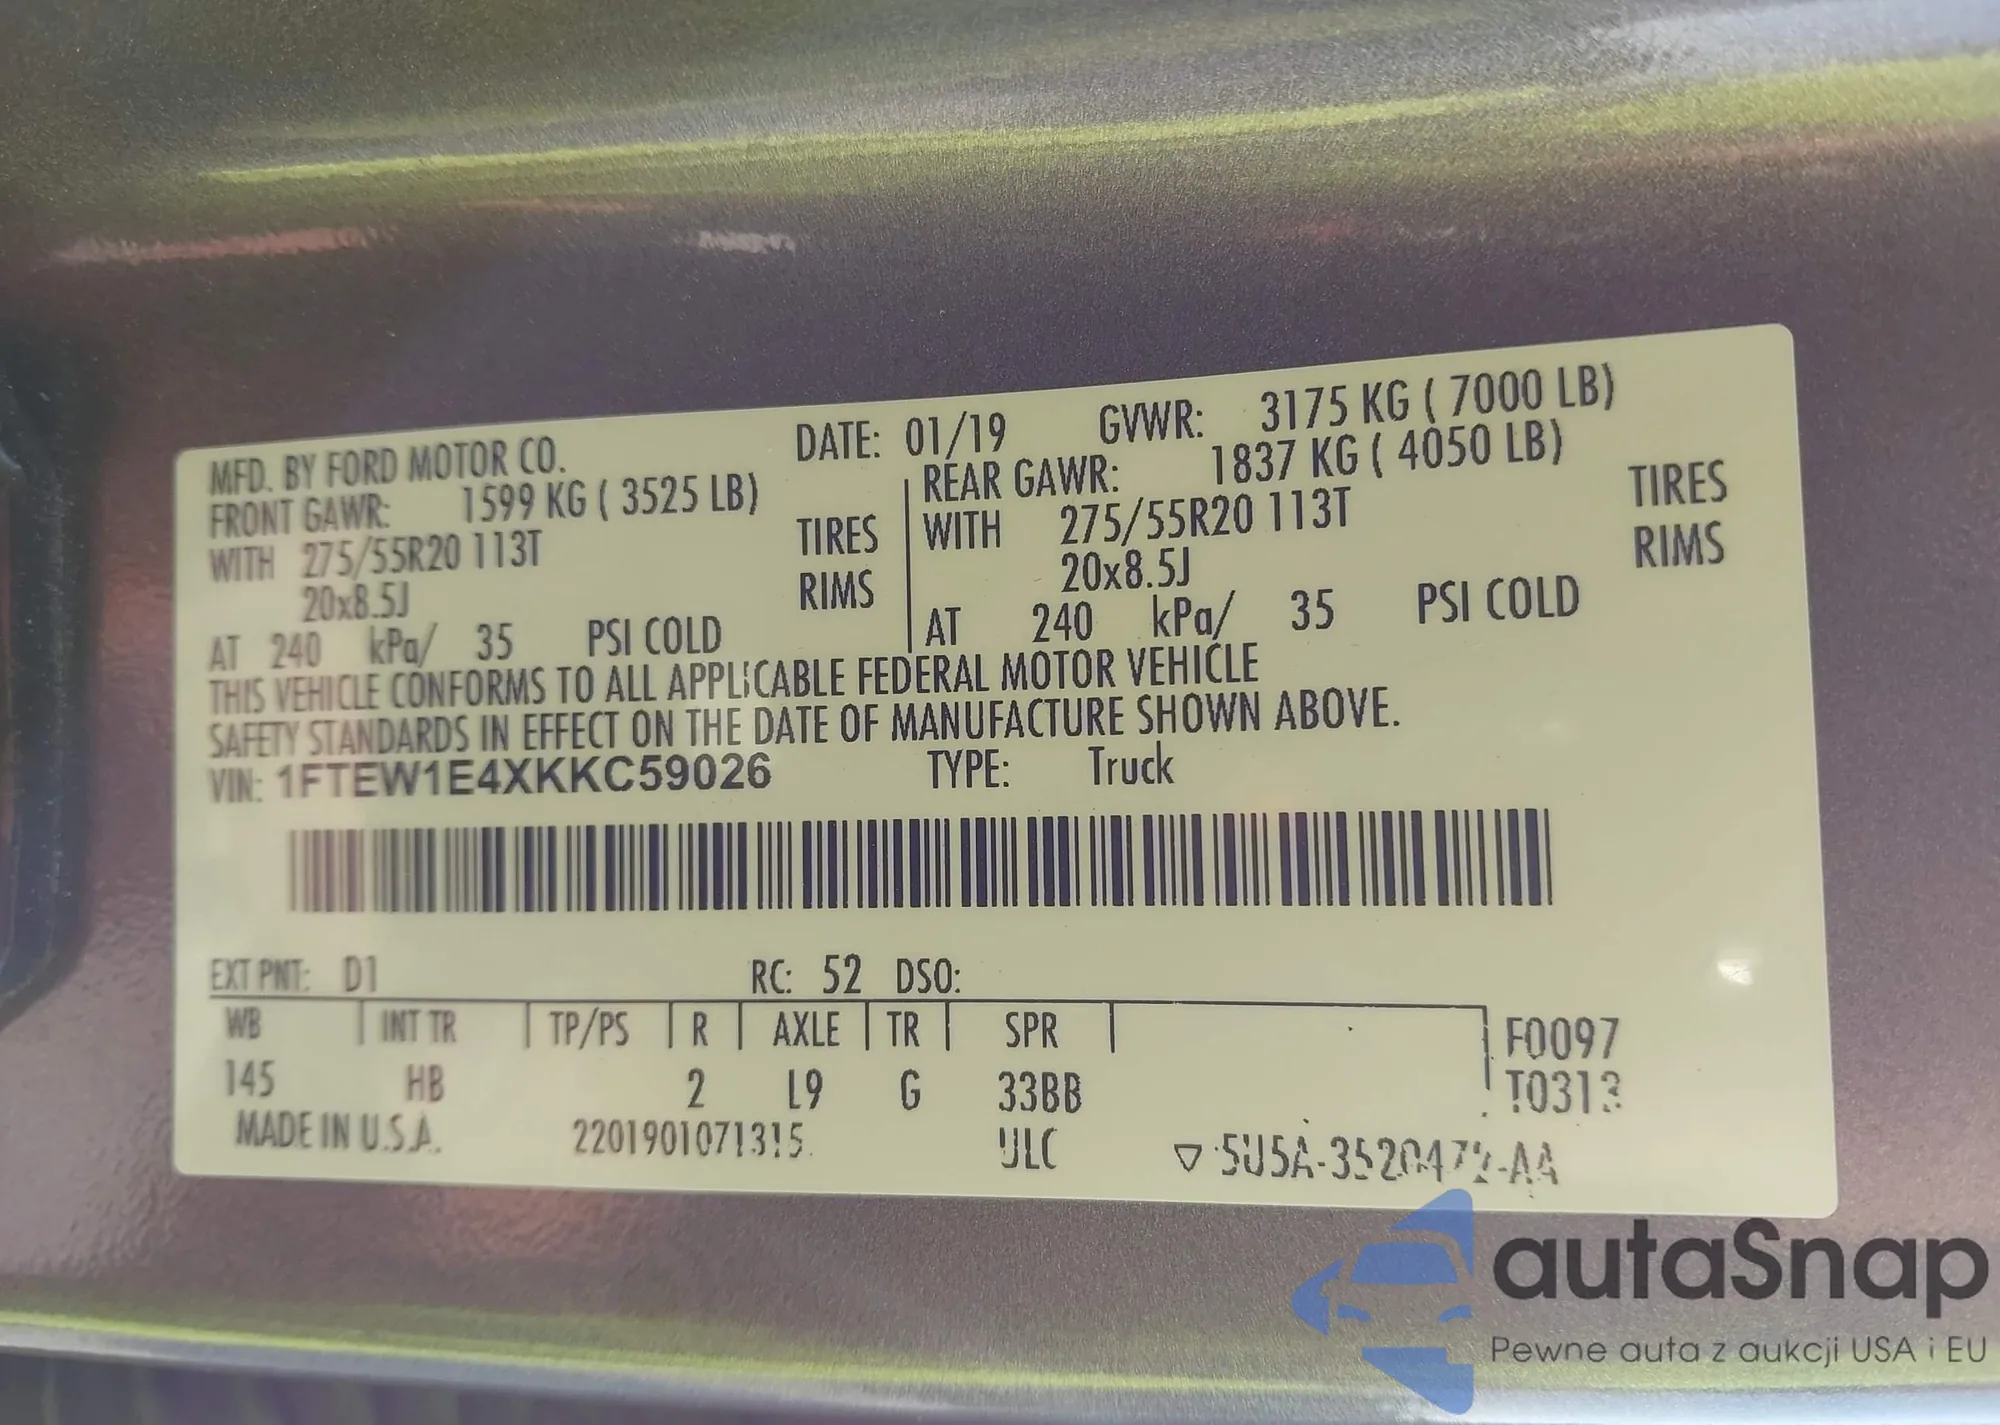 MFD. BY FORD MOTOR CO. DATE: 01/19 GVWR: 3175 KG ( 7000 LB)
FRONT GAWR: 1599 KG ( 3525 LB) REAR GAWR: 1837 KG ( 4050 LB)
WITH 275/55R20 113T TIRES WITH 275/55R20 113T TIRES
20x8.5J RIMS 20x8.5J RIMS
AT 240 kPa/ 35 PSI COLD AT 240 kPa/ 35 PSI COLD
THIS VEHICLE CONFORMS TO ALL APPLICABLE FEDERAL MOTOR VEHICLE
SAFETY STANDARDS IN EFFECT ON THE DATE OF MANUFACTURE SHOWN ABOVE.
VIN: 1FTEW1E4XKKC59026 TYPE: Truck
EXT PNT: D1 RC: 52 DSO:
WB INT TR TP/PS R AXLE TR SPR F0097
145 HB 2 L9 G 33BB T0313
MADE IN U.S.A. 2201901071315 ULC ▽ 5U5A-3520472-AA
autaSnap
Pewne auta z aukcji USA i EU